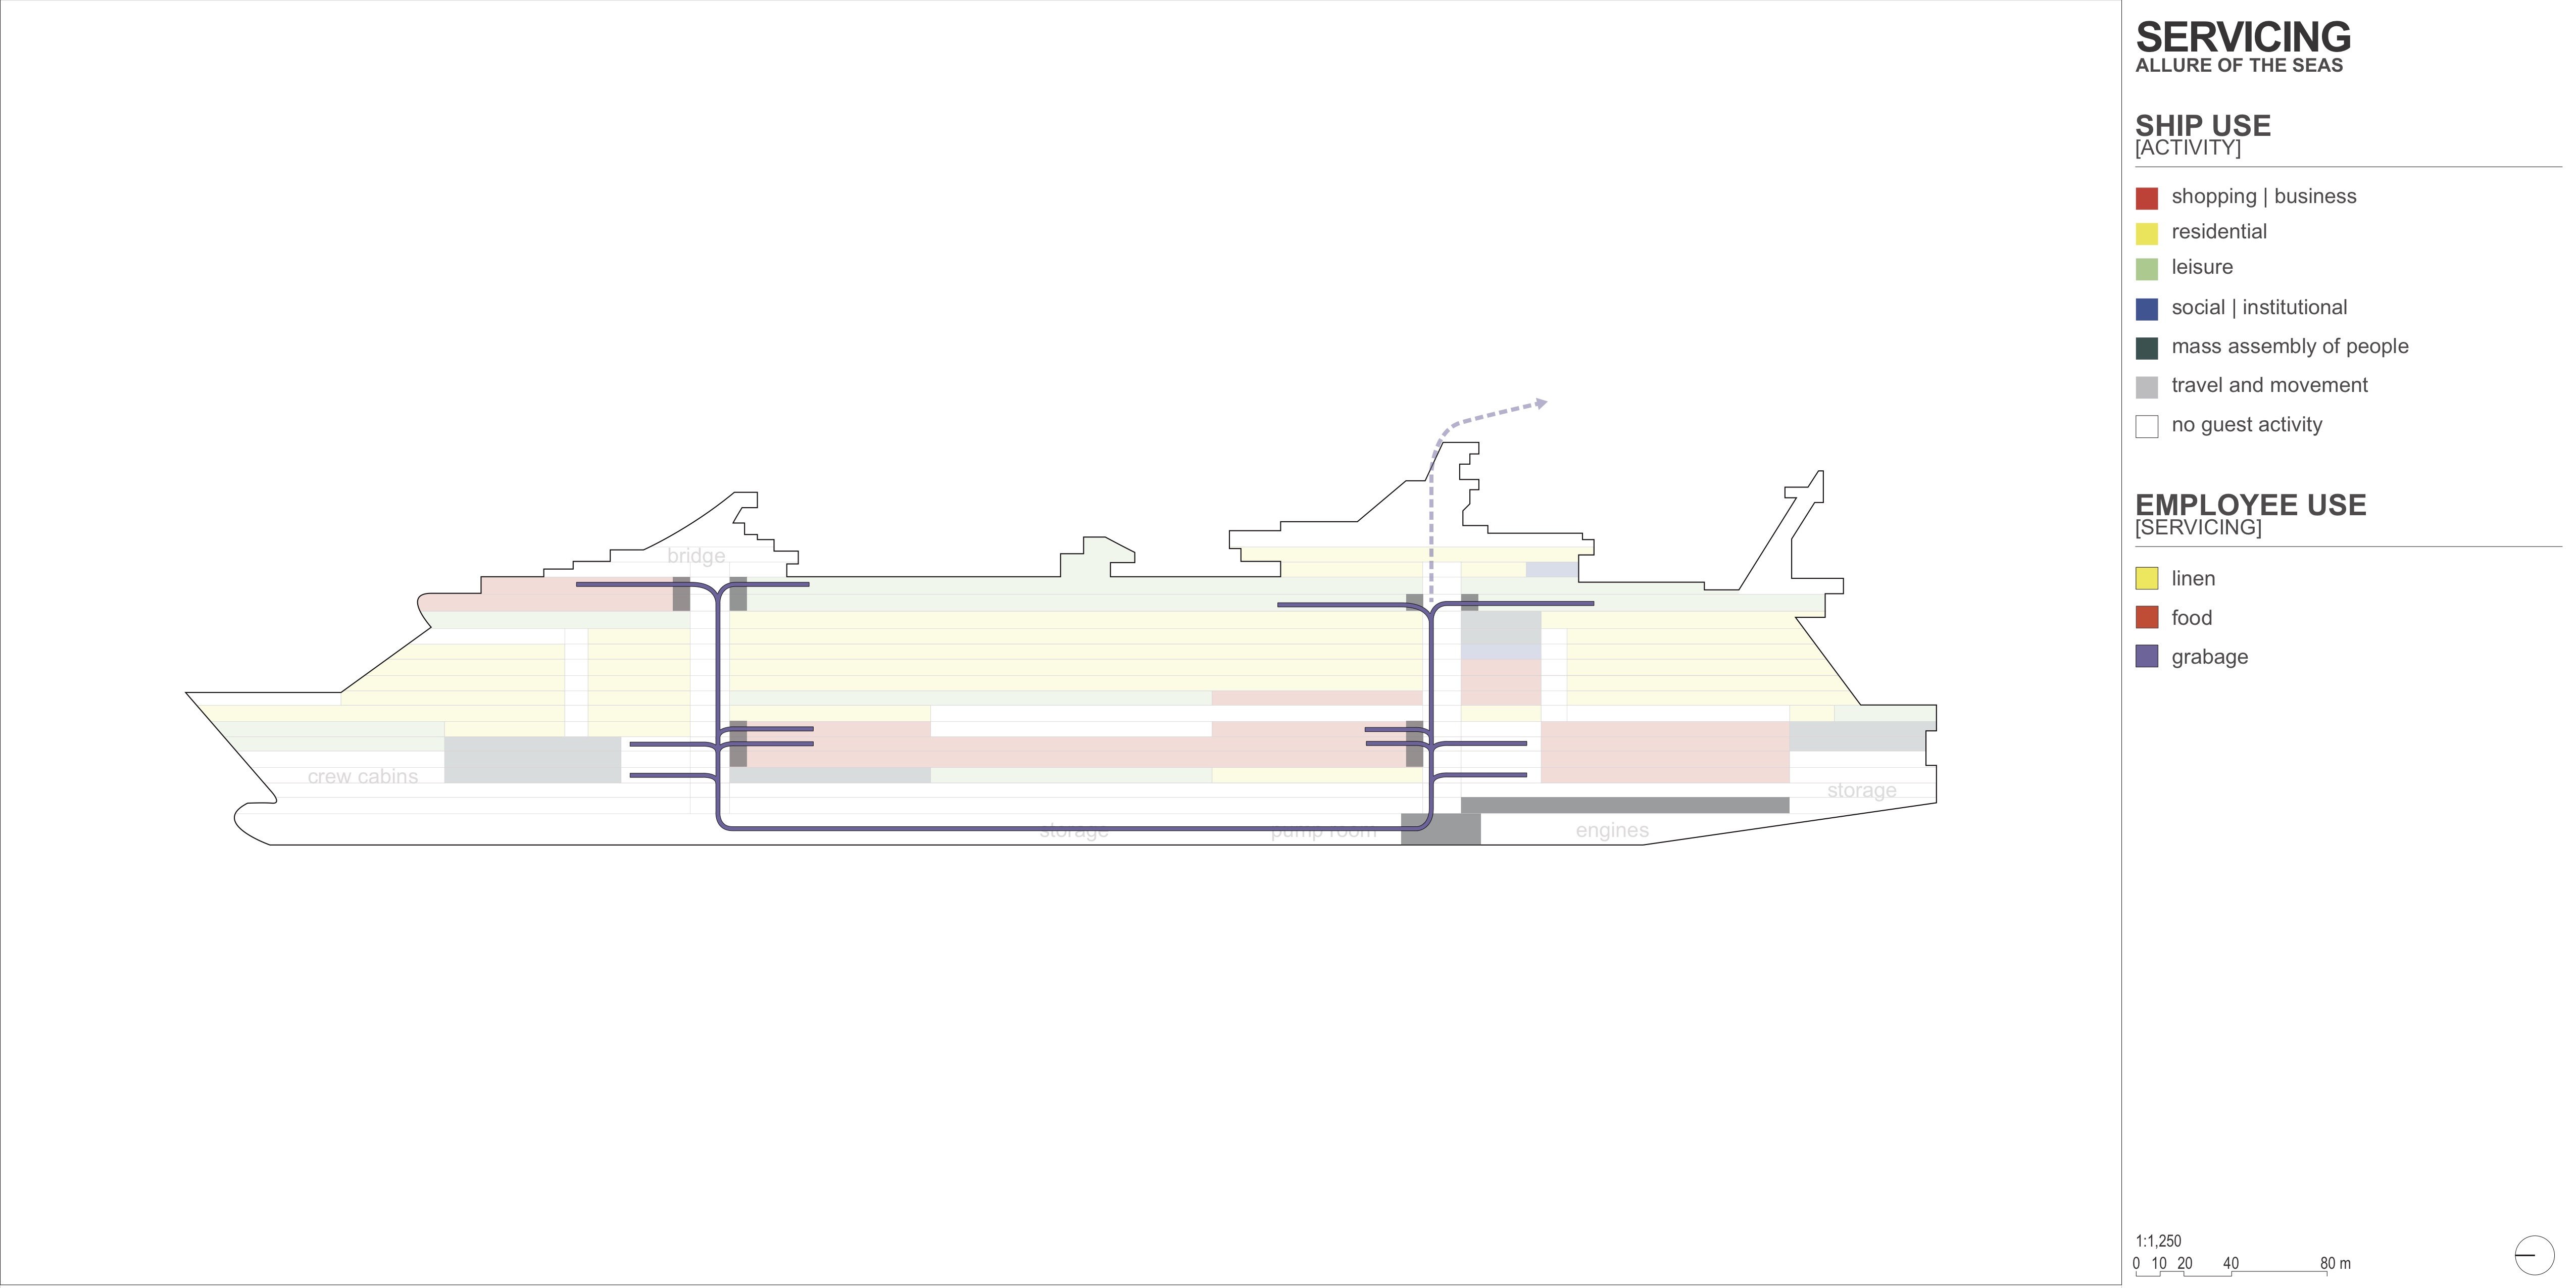 SERVICING
ALLURE OF THE SEAS
SHIP USE
[ACTIVITY]
shopping | business
residential
leisure
social | institutional
mass assembly of people
travel and movement
no guest activity
EMPLOYEE USE
[SERVICING]
linen
food
grabage
bridge
crew cabins
storage
storage
pump room
engines
1:1,250
0 10 20 40 80 m